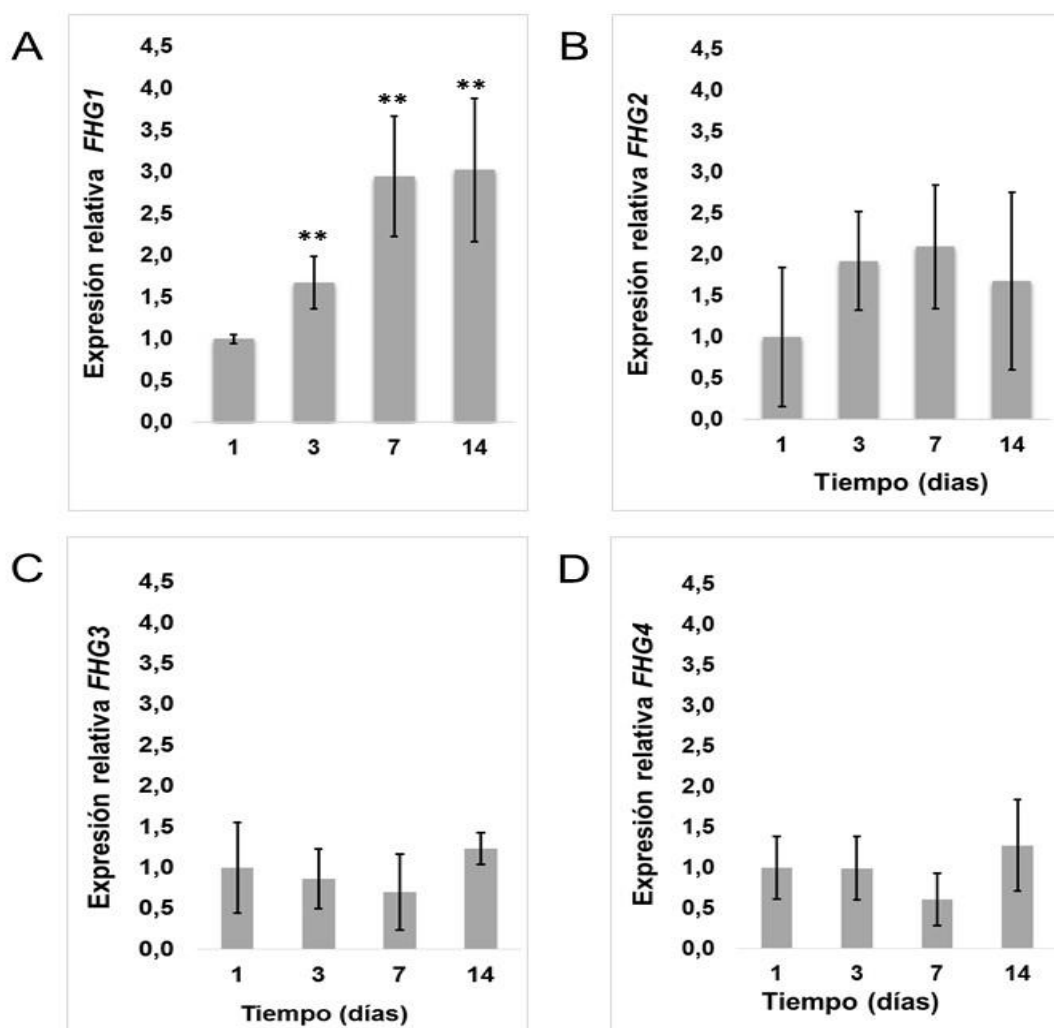 A
Expresión relativa FHG1
4,5
4,0
3,5
3,0
2,5
2,0
1,5
1,0
0,5
0,0
**
**
**
1 3 7 14
B
Expresión relativa FHG2
4,5
4,0
3,5
3,0
2,5
2,0
1,5
1,0
0,5
0,0
1 3 7 14
Tiempo (dias)
C
Expresión relativa FHG3
4,5
4,0
3,5
3,0
2,5
2,0
1,5
1,0
0,5
0,0
1 3 7 14
Tiempo (días)
D
Expresión relativa FHG4
4,5
4,0
3,5
3,0
2,5
2,0
1,5
1,0
0,5
0,0
1 3 7 14
Tiempo (días)